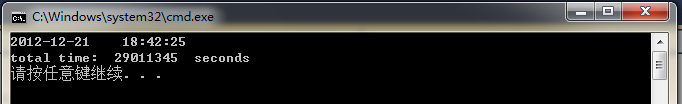 C:\Windows\system32\cmd.exe
2012-12-21    18:42:25
total time:  29011345  seconds
请按任意键继续. . .